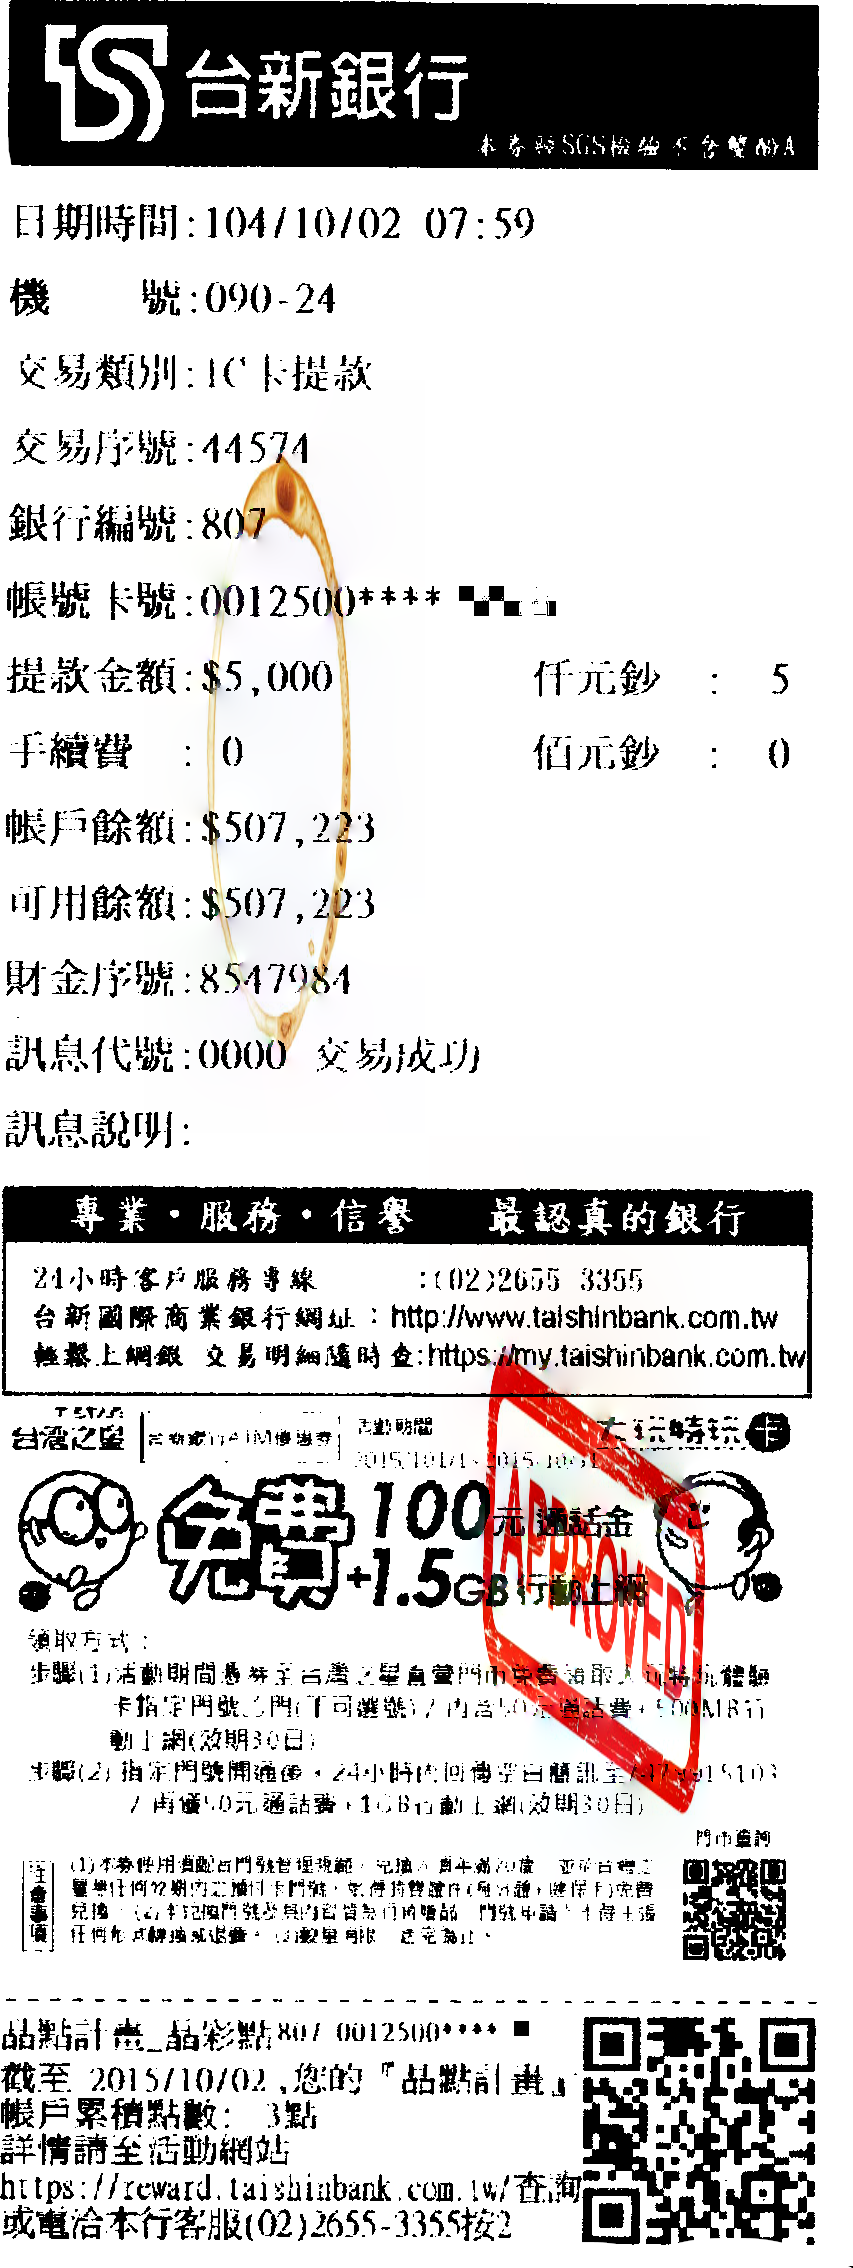 台新銀行
本券經SGS檢驗不含雙酚A
日期時間:104/10/02 07:59
機 號:090-24
交易類別:IC卡提款
交易序號:44574
銀行編號:807
帳號卡號:0012500****
提款金額:$5,000 仟元鈔 : 5
手續費 : 0 佰元鈔 : 0
帳戶餘額:$507,223
可用餘額:$507,223
財金序號:8547984
訊息代號:0000 交易成功
訊息說明:
專業・服務・信譽 最認真的銀行
24小時客戶服務專線 :(02)2655 3355
台新國際商業銀行網址:http://www.taishinbank.com.tw
輕鬆上網銀 交易明細隨時查:https://my.taishinbank.com.tw
T STAR
台灣之星 台新銀行ATM優惠券 活動期間 大玩特玩卡
免費 100元通話金
+1.5GB行動上網
APPROVED
領取方式:
步驟(1)活動期間憑券至台灣之星直營門市免費領取大玩特玩體驗
卡指定門號乙門(不可選號) / 內含50元通話費+500MB行
動上網(效期30日)
步驟(2)指定門號開通後,24小時內回傳空白簡訊至
/ 再獲50元通話費+1GB行動上網(效期30日)
門市查詢
注意事項
品點計畫_品彩點807 0012500****
截至 2015/10/02,您的『品點計畫』
帳戶累積點數: 3點
詳情請至活動網站
https://reward.taishinbank.com.tw/查詢
或電洽本行客服(02)2655-3355按2